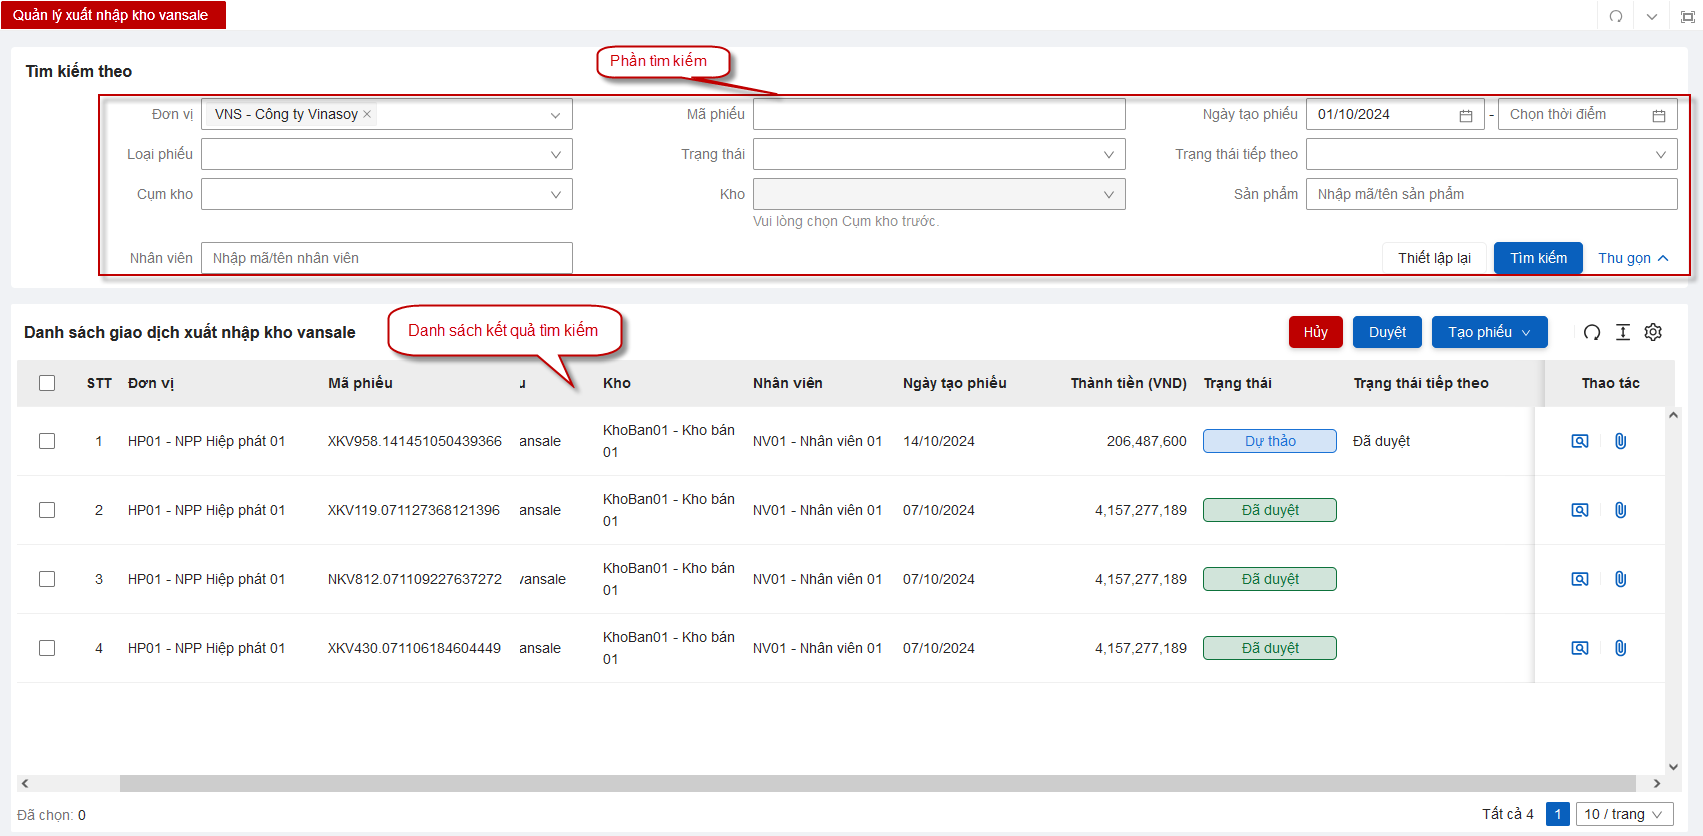 Quản lý xuất nhập kho vansale
Tìm kiếm theo
Phần tìm kiếm
Đơn vị VNS - Công ty Vinasoy Mã phiếu Ngày tạo phiếu 01/10/2024 - Chọn thời điểm
Loại phiếu Trạng thái Trạng thái tiếp theo
Cụm kho Kho Sản phẩm Nhập mã/tên sản phẩm
Vui lòng chọn Cụm kho trước.
Nhân viên Nhập mã/tên nhân viên Thiết lập lại Tìm kiếm Thu gọn
Danh sách giao dịch xuất nhập kho vansale Danh sách kết quả tìm kiếm Hủy Duyệt Tạo phiếu
STT Đơn vị Mã phiếu Kho Nhân viên Ngày tạo phiếu Thành tiền (VND) Trạng thái Trạng thái tiếp theo Thao tác
1 HP01 - NPP Hiệp phát 01 XKV958.141451050439366 vansale KhoBan01 - Kho bán 01 NV01 - Nhân viên 01 14/10/2024 206,487,600 Dự thảo Đã duyệt
2 HP01 - NPP Hiệp phát 01 XKV119.071127368121396 ansale KhoBan01 - Kho bán 01 NV01 - Nhân viên 01 07/10/2024 4,157,277,189 Đã duyệt
3 HP01 - NPP Hiệp phát 01 NKV812.071109227637272 vansale KhoBan01 - Kho bán 01 NV01 - Nhân viên 01 07/10/2024 4,157,277,189 Đã duyệt
4 HP01 - NPP Hiệp phát 01 XKV430.071106184604449 ansale KhoBan01 - Kho bán 01 NV01 - Nhân viên 01 07/10/2024 4,157,277,189 Đã duyệt
Đã chọn: 0 Tất cả 4 1 10 / trang